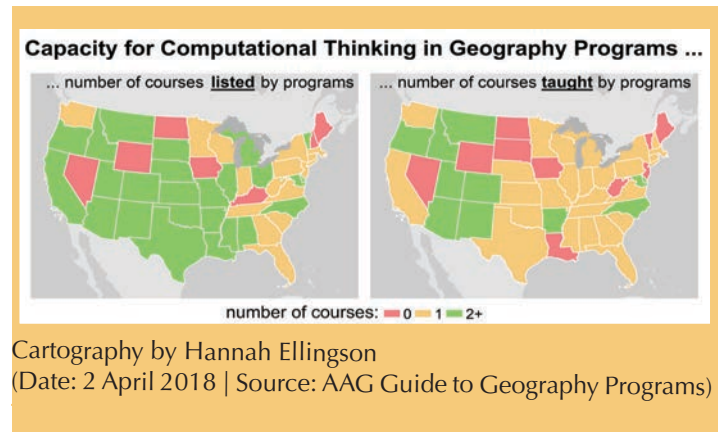 Capacity for Computational Thinking in Geography Programs ...
... number of courses listed by programs
... number of courses taught by programs
number of courses: 0 1 2+
Cartography by Hannah Ellingson
(Date: 2 April 2018 | Source: AAG Guide to Geography Programs)